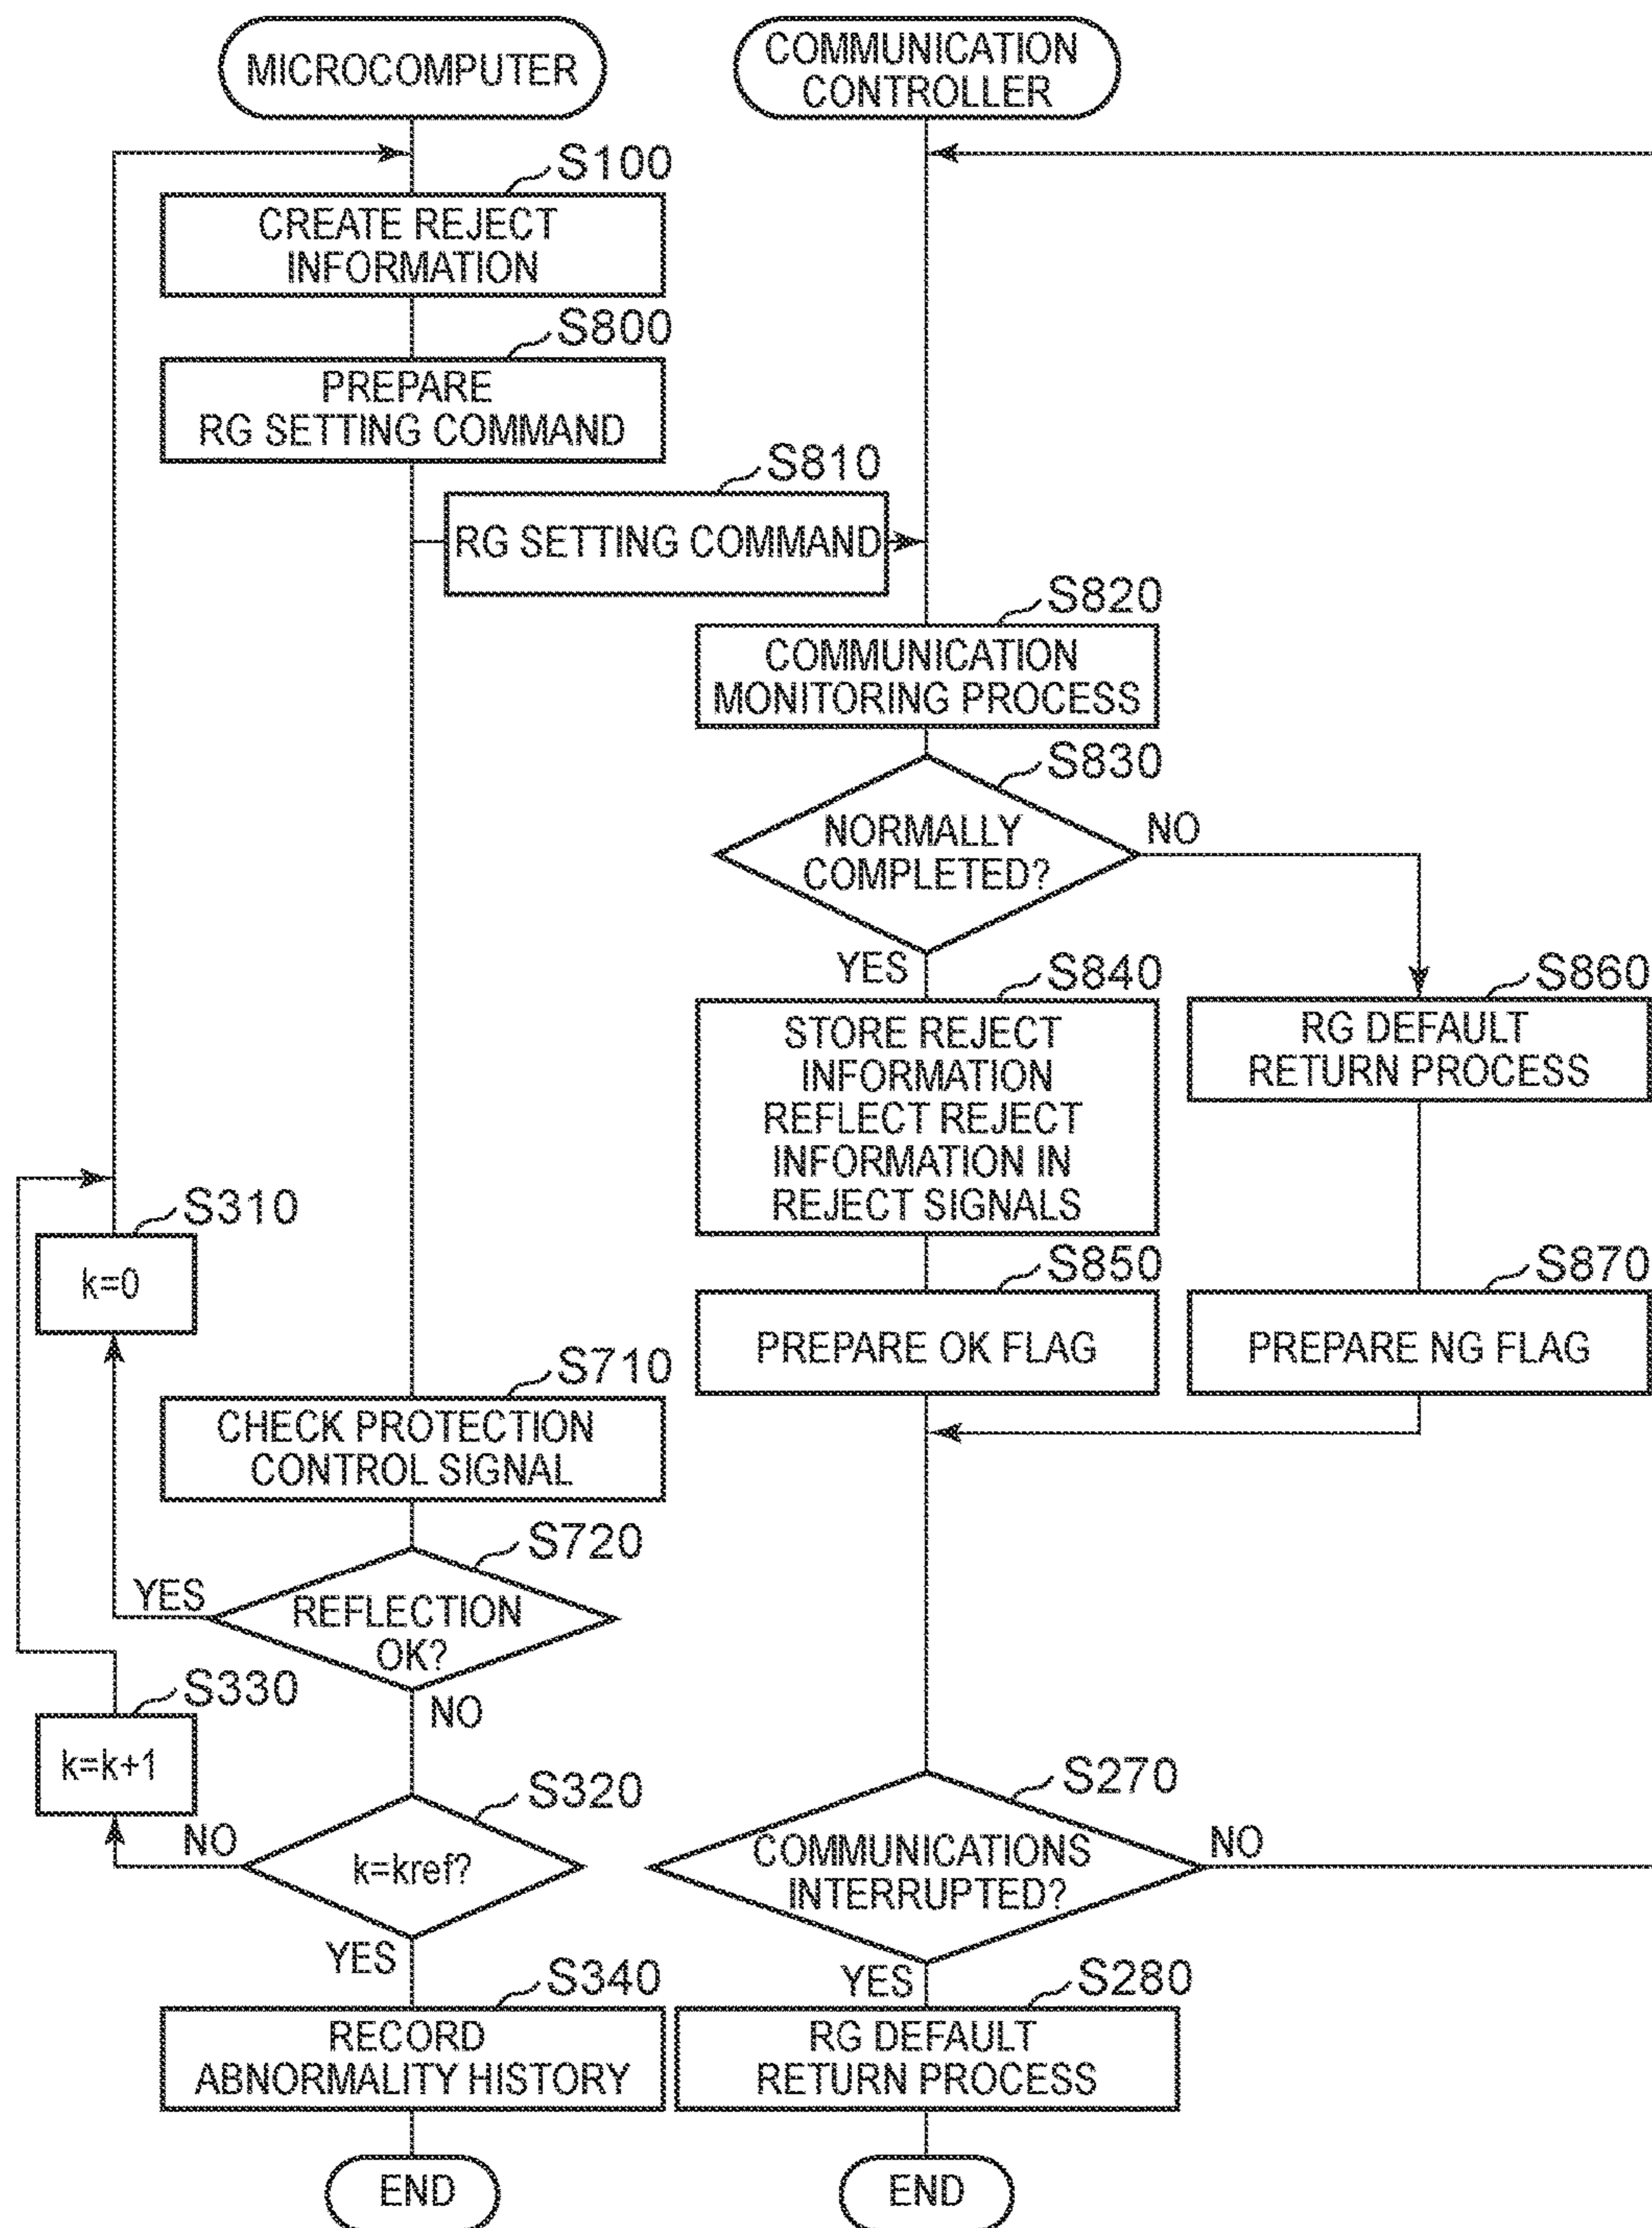 MICROCOMPUTER
COMMUNICATION
CONTROLLER
S100
CREATE REJECT
INFORMATION
S800
PREPARE
RG SETTING COMMAND
S810
RG SETTING COMMAND
S820
COMMUNICATION
MONITORING PROCESS
S830
NORMALLY
COMPLETED?
NO
YES
S840
STORE REJECT
INFORMATION
REFLECT REJECT
INFORMATION IN
REJECT SIGNALS
S860
RG DEFAULT
RETURN PROCESS
S310
k=0
S850
PREPARE OK FLAG
S870
PREPARE NG FLAG
S710
CHECK PROTECTION
CONTROL SIGNAL
S720
REFLECTION
OK?
YES
NO
S330
k=k+1
S320
k=kref?
NO
YES
S270
COMMUNICATIONS
INTERRUPTED?
NO
YES
S340
RECORD
ABNORMALITY HISTORY
S280
RG DEFAULT
RETURN PROCESS
END
END